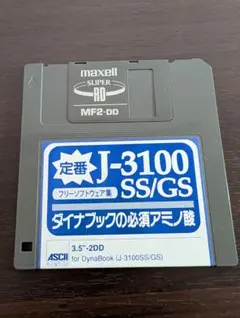 maxell
SUPER
RD
MF2-DD
定番
J-3100
フリーソフトウェア集
SS/GS
ダイナブックの必須アミノ酸
ASCII
3.5"-2DD
for DynaBook (J-3100SS/GS)